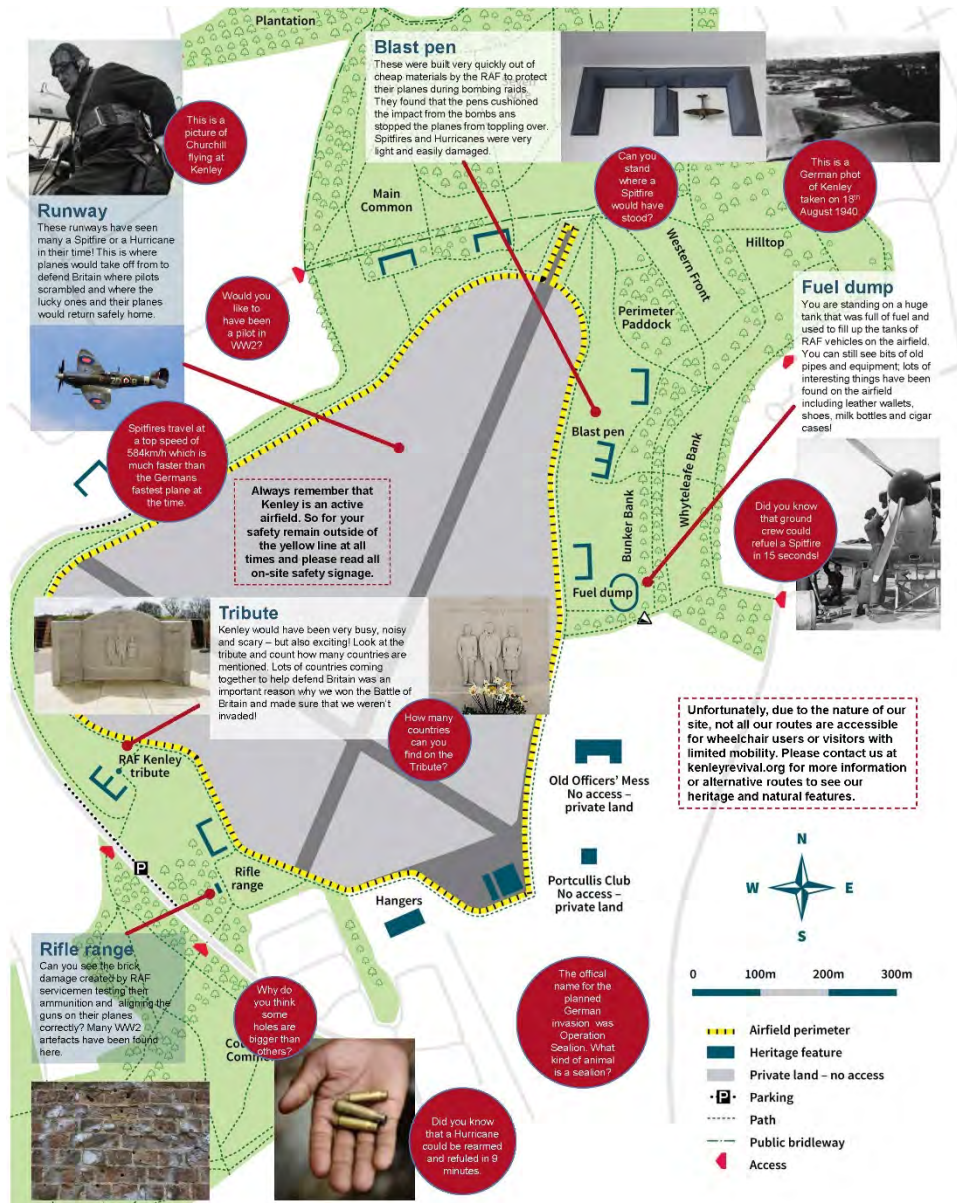 Plantation
Blast pen
These were built very quickly out of
cheap materials by the RAF to protect
their planes during bombing raids.
They found that the pens cushioned
the impact from the bombs ans
stopped the planes from toppling over.
Spitfires and Hurricanes were very
light and easily damaged.
This is a
picture of
Churchill
flying at
Kenley
Can you
stand
where a
Spitfire
would have
stood?
This is a
German phot
of Kenley
taken on 18th
August 1940.
Runway
These runways have seen
many a Spitfire or a Hurricane
in their time! This is where
planes would take off from to
defend Britain where pilots
scrambled and where the
lucky ones and their planes
would return safely home.
Main
Common
Western Front
Hilltop
Would you
like to
have been
a pilot in
WW2?
Perimeter
Paddock
Fuel dump
You are standing on a huge
tank that was full of fuel and
used to fill up the tanks of
RAF vehicles on the airfield.
You can still see bits of old
pipes and equipment; lots of
interesting things have been
found on the airfield
including leather wallets,
shoes, milk bottles and cigar
cases!
Spitfires travel at
a top speed of
584km/h which is
much faster than
the Germans
fastest plane at
the time.
Blast pen
Bunker Bank
Whyteleafe Bank
Always remember that
Kenley is an active
airfield. So for your
safety remain outside of
the yellow line at all
times and please read all
on-site safety signage.
Did you know
that ground
crew could
refuel a Spitfire
in 15 seconds!
Fuel dump
Tribute
Kenley would have been very busy, noisy
and scary – but also exciting! Look at the
tribute and count how many countries are
mentioned. Lots of countries coming
together to help defend Britain was an
important reason why we won the Battle of
Britain and made sure that we weren't
invaded!
How many
countries
can you
find on the
Tribute?
RAF Kenley
tribute
Old Officers' Mess
No access –
private land
Unfortunately, due to the nature of our
site, not all our routes are accessible
for wheelchair users or visitors with
limited mobility. Please contact us at
kenleyrevival.org for more information
or alternative routes to see our
heritage and natural features.
P
Rifle
range
Hangers
Portcullis Club
No access –
private land
N
W E
S
Rifle range
Can you see the brick
damage created by RAF
servicemen testing their
ammunition and aligning the
guns on their planes
correctly? Many WW2
artefacts have been found
here.
Why do
you think
some
holes are
bigger than
others?
The offical
name for the
planned
German
invasion was
Operation
Sealion. What
kind of animal
is a sealion?
Did you know
that a Hurricane
could be rearmed
and refuled in 9
minutes.
0 100m 200m 300m
Airfield perimeter
Heritage feature
Private land – no access
P Parking
Path
Public bridleway
Access